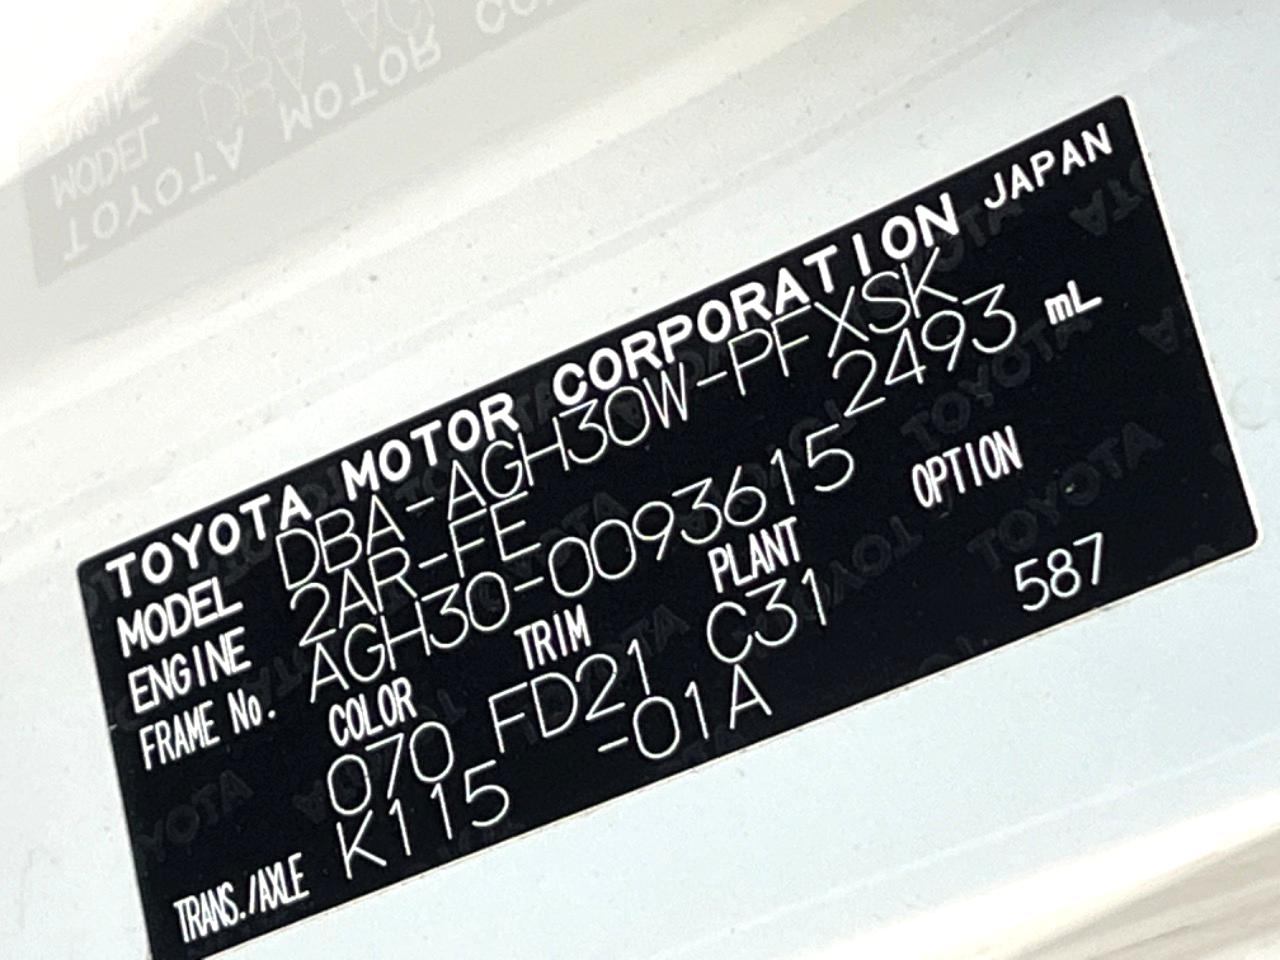 TOYOTA MOTOR CORPORATION JAPAN
MODEL DBA-AGH30W-PFXSK
ENGINE 2AR-FE 2493 mL
FRAME No. AGH30-0093615
COLOR TRIM PLANT OPTION
070 FD21 C31 587
TRANS./AXLE K115 -01A